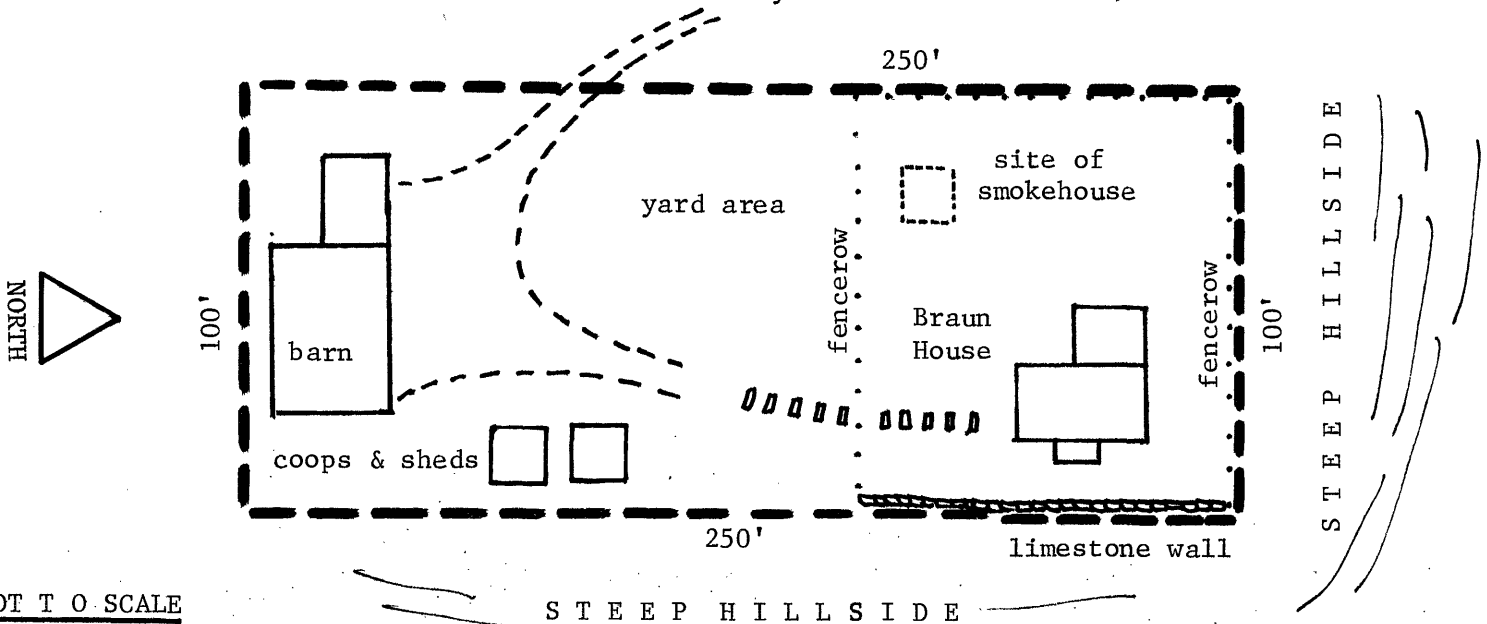 250'
STEEP HILLSIDE
site of
smokehouse
yard area
fencerow
fencerow
NORTH
100'
100'
Braun
House
barn
coops & sheds
250'
limestone wall
T O SCALE
STEEP HILLSIDE